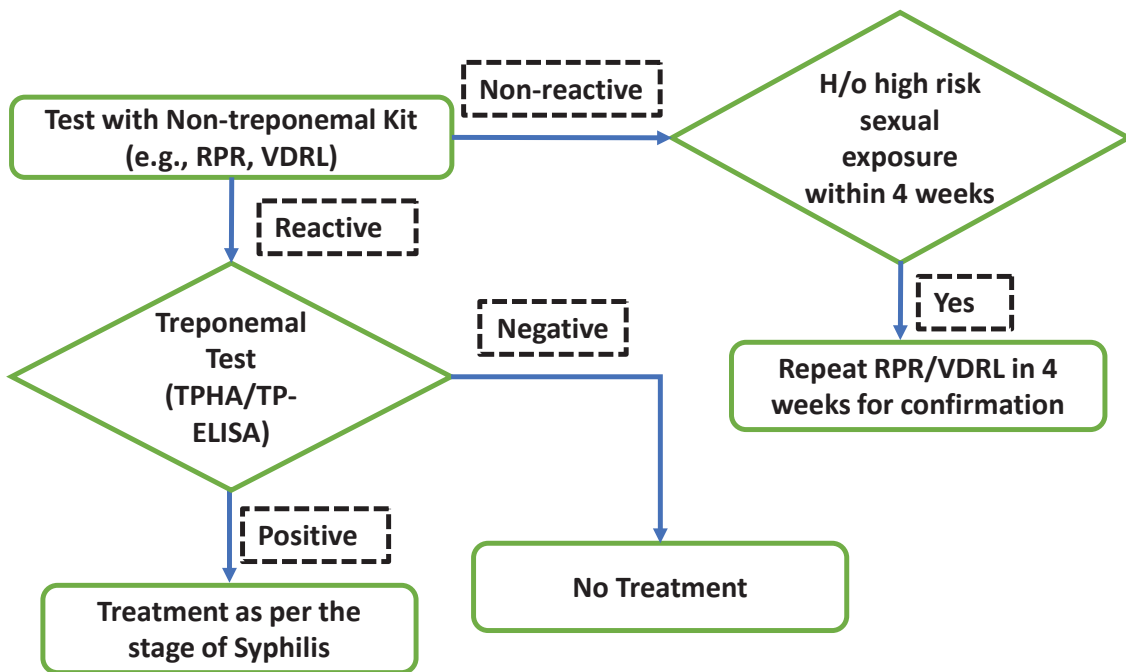 Test with Non-treponemal Kit
(e.g., RPR, VDRL)
Non-reactive
H/o high risk
sexual
exposure
within 4 weeks
Reactive
Yes
Treponemal
Test
(TPHA/TP-
ELISA)
Negative
Repeat RPR/VDRL in 4
weeks for confirmation
Positive
No Treatment
Treatment as per the
stage of Syphilis